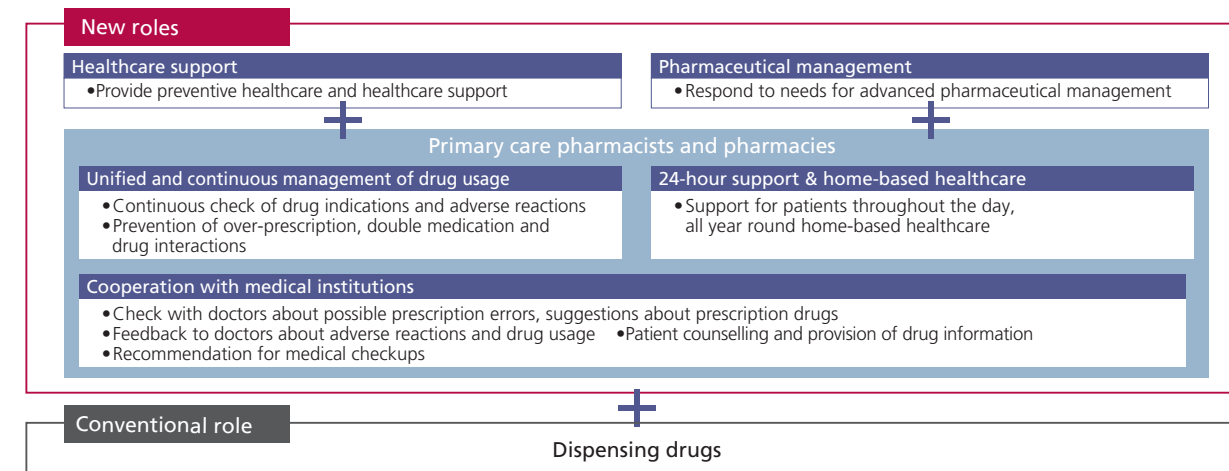 New roles
Healthcare support
•Provide preventive healthcare and healthcare support
Pharmaceutical management
•Respond to needs for advanced pharmaceutical management
Primary care pharmacists and pharmacies
Unified and continuous management of drug usage
•Continuous check of drug indications and adverse reactions
•Prevention of over-prescription, double medication and
drug interactions
24-hour support & home-based healthcare
•Support for patients throughout the day,
all year round home-based healthcare
Cooperation with medical institutions
•Check with doctors about possible prescription errors, suggestions about prescription drugs
•Feedback to doctors about adverse reactions and drug usage •Patient counselling and provision of drug information
•Recommendation for medical checkups
Conventional role
Dispensing drugs